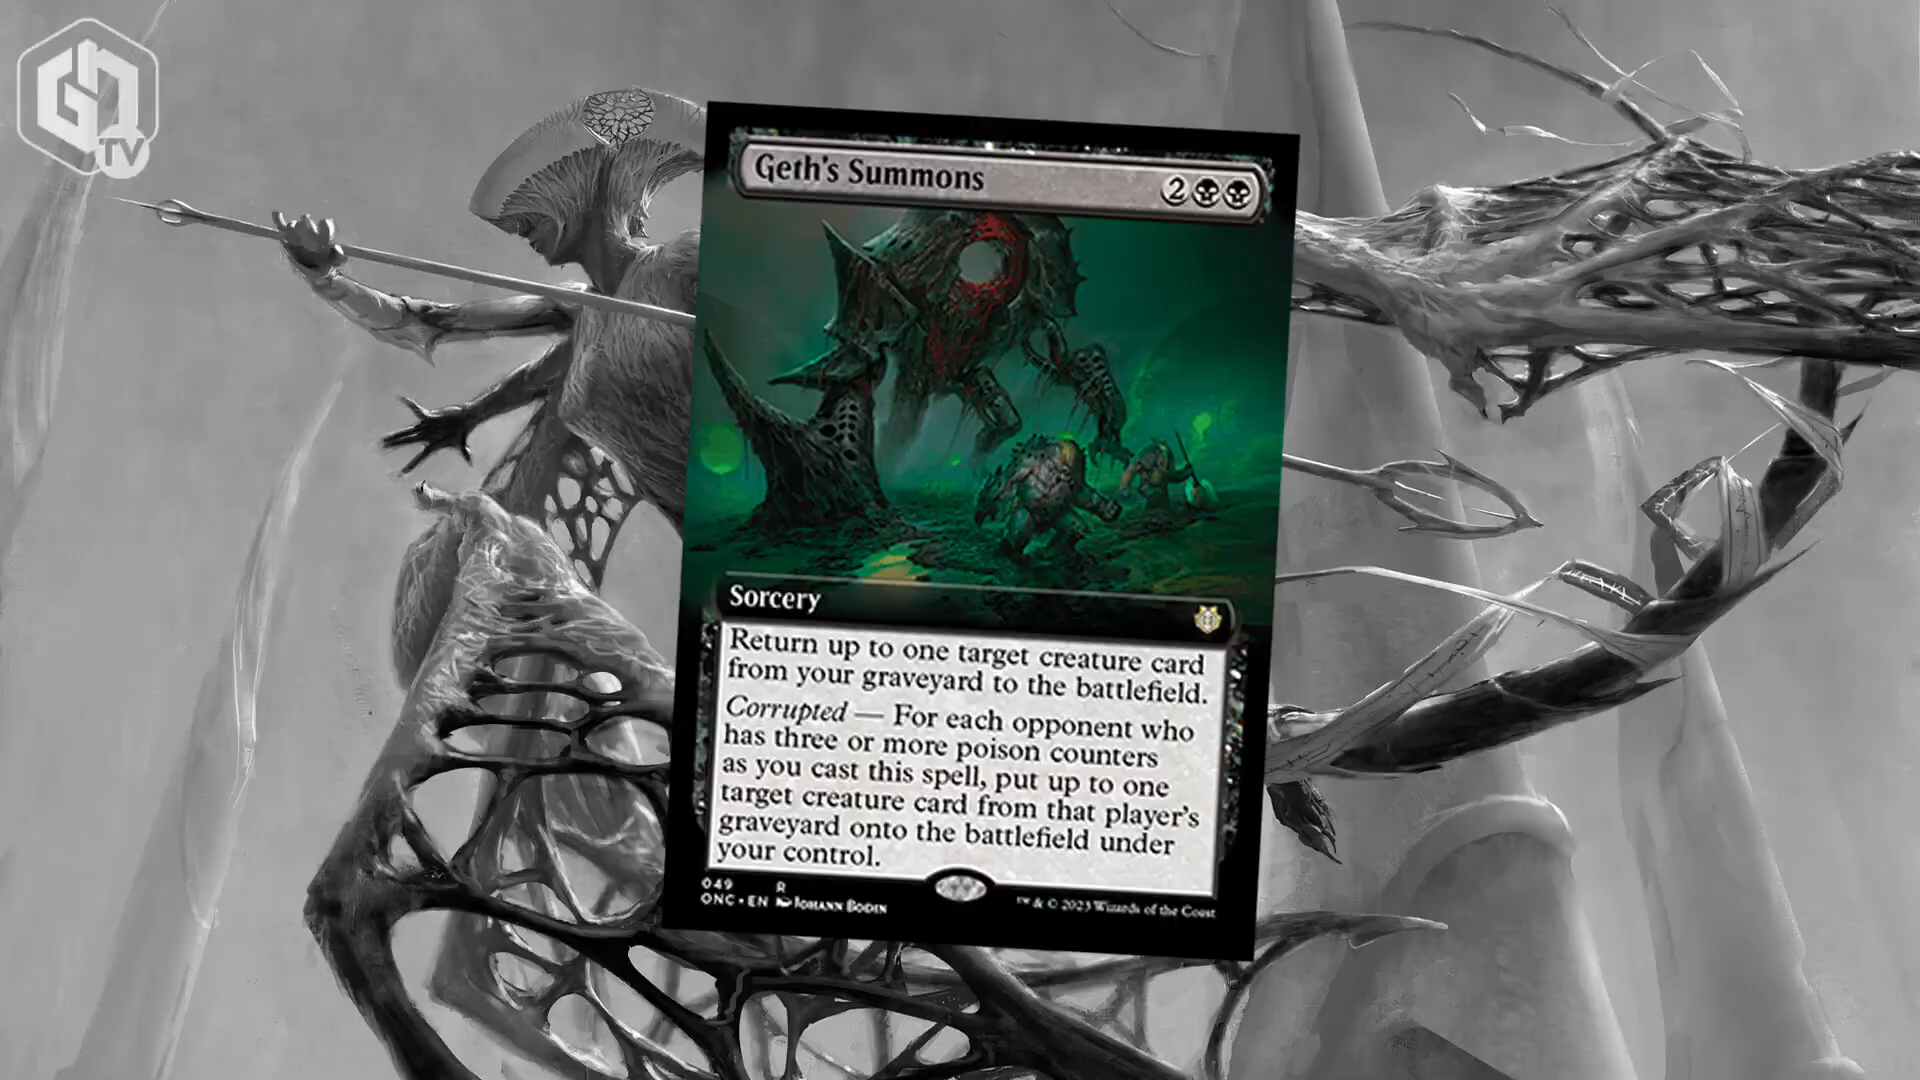 GN
TV
Geth's Summons 2
Sorcery
Return up to one target creature card
from your graveyard to the battlefield.
Corrupted — For each opponent who
has three or more poison counters
as you cast this spell, put up to one
target creature card from that player's
graveyard onto the battlefield under
your control.
049 R
ONC • EN Johann Bodin
™ & © 2023 Wizards of the Coast